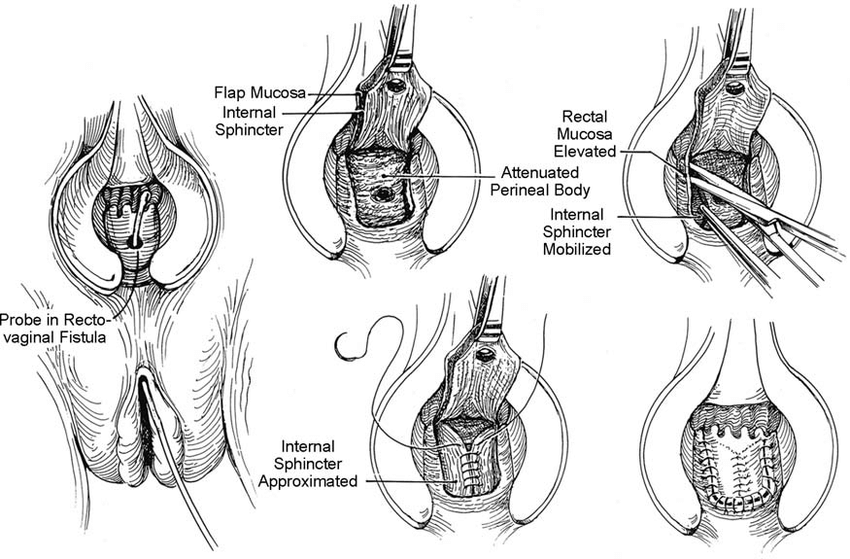 Probe in Recto-
vaginal Fistula
Flap Mucosa
Internal
Sphincter
Attenuated
Perineal Body
Rectal
Mucosa
Elevated
Internal
Sphincter
Mobilized
Internal
Sphincter
Approximated